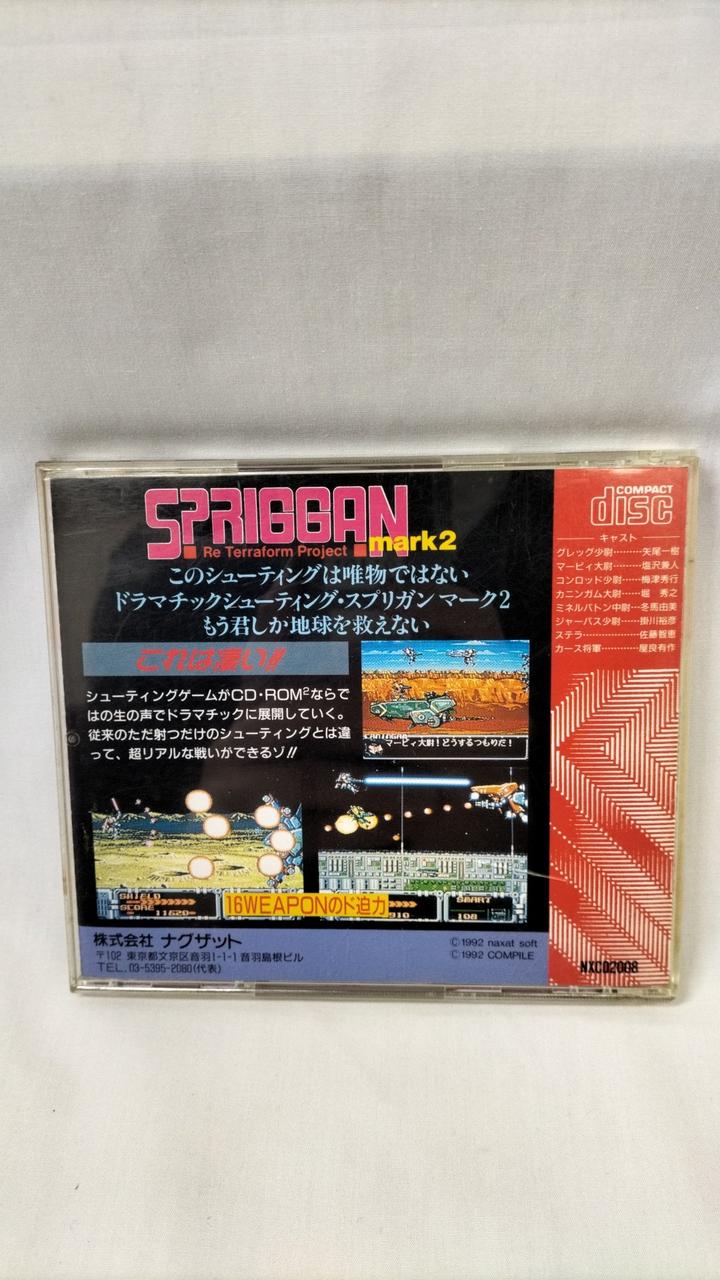 SPRIGGAN
Re Terraform Project
mark2
このシューティングは唯物ではない
ドラマチックシューティング・スプリガン マーク2
もう君しか地球を救えない
これは凄い!!
シューティングゲームがCD・ROM²ならで
はの生の声でドラマチックに展開していく。
従来のただ射つだけのシューティングとは違
って、超リアルな戦いができるゾ!!
マービィ大尉!どうするつもりだ!
SHIELD
SCORE
11620
16WEAPONのド迫力
910
SMART
108
株式会社 ナグザット
〒102 東京都文京区音羽1-1-1 音羽島根ビル
TEL. 03-5395-2080(代表)
©1992 naxat soft
©1992 COMPILE
COMPACT
disc
キャスト
グレッグ少尉………矢尾一樹
マービィ大尉………塩沢兼人
コンロッド少尉……梅津秀行
カニンガム大尉……堀 秀之
ミネルバトン中尉…冬馬由美
ジャーバス少尉……掛川裕彦
ステラ………………佐藤智恵
カース将軍…………屋良有作
NXCD2008